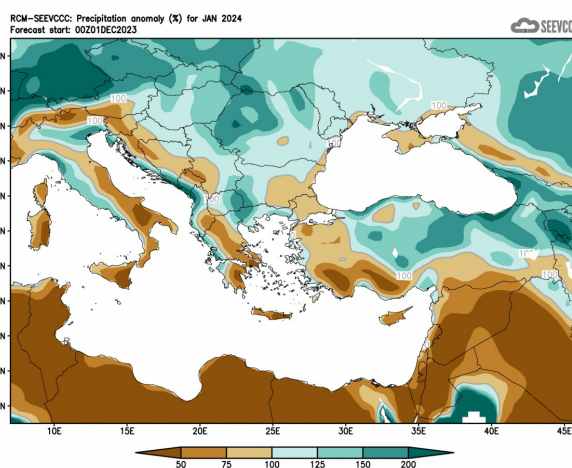 RCM-SEEVCCC: Precipitation anomaly (%) for JAN 2024
Forecast start: 00Z01DEC2023
SEEVCC
100
100
100
100
100
100
N
N
N
N
N
N
N
N
N
N
N
10E
15E
20E
25E
30E
35E
40E
45E
50
75
100
125
150
200